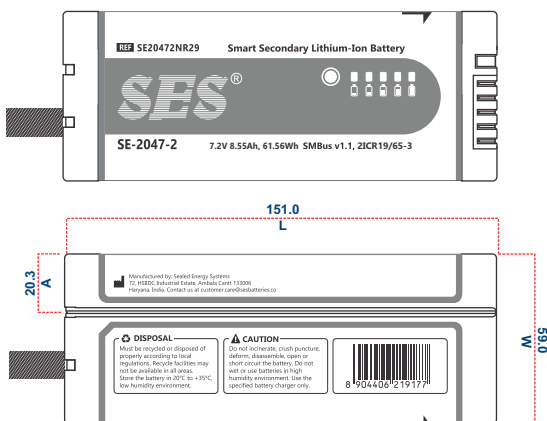 REF SE20472NR29 Smart Secondary Lithium-Ion Battery
SES®
SE-2047-2 7.2V 8.55Ah, 61.56Wh SMBus v1.1, 2ICR19/65-3
151.0
L
20.3
A
Manufactured by: Sealed Energy Systems
72, HSIIDC Industrial Estate, Ambala Cantt 133006
Haryana, India. Contact us at customer.care@sesbatteries.co
59.0
W
DISPOSAL
Must be recycled or disposed of
properly according to local
regulations. Recycle facilities may
not be available in all areas.
Store the battery in 20°C to +35°C,
low humidity environment.
CAUTION
Do not incinerate, crush puncture,
deform, disassemble, open or
short circuit the battery. Do not
wet or use batteries in high
humidity environment. Use the
specified battery charger only.
8 904406 219177